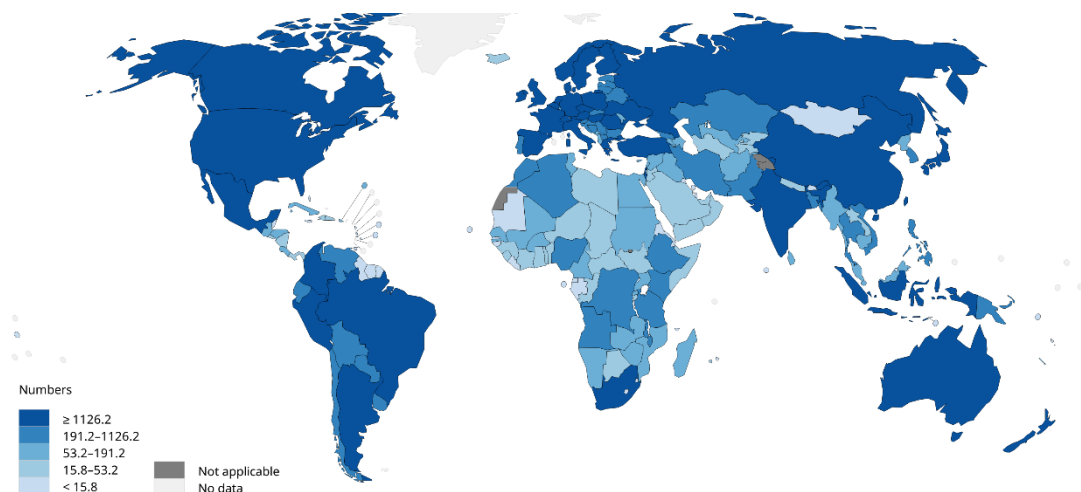 Numbers
≥ 1126.2
191.2–1126.2
53.2–191.2
15.8–53.2
< 15.8
Not applicable
No data